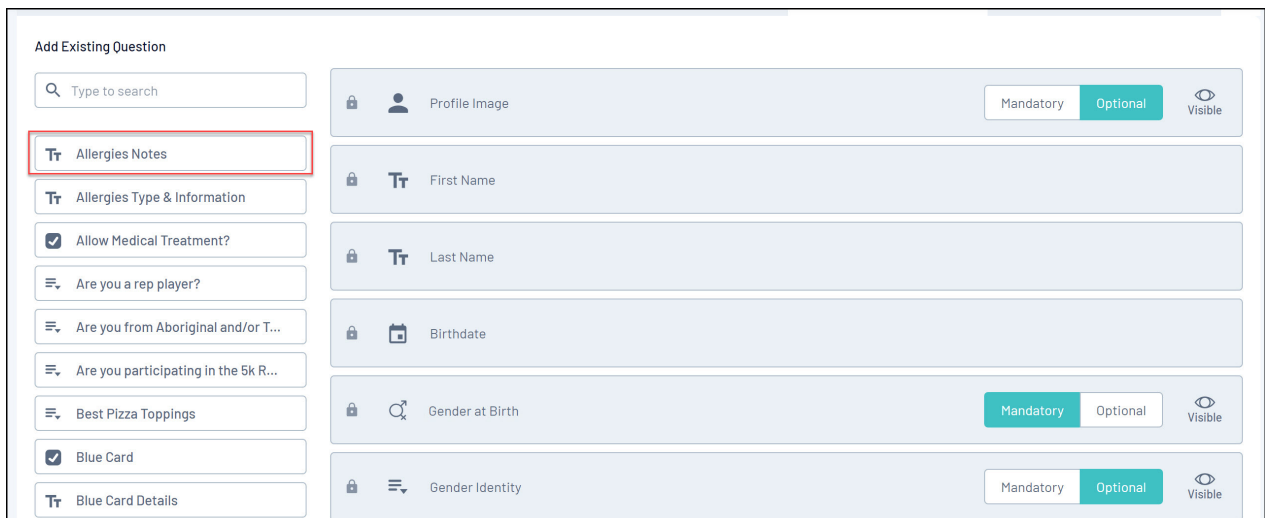 Add Existing Question
Type to search
Allergies Notes
Allergies Type & Information
Allow Medical Treatment?
Are you a rep player?
Are you from Aboriginal and/or T...
Are you participating in the 5k R...
Best Pizza Toppings
Blue Card
Blue Card Details
Profile Image
Mandatory
Optional
Visible
First Name
Last Name
Birthdate
Gender at Birth
Mandatory
Optional
Visible
Gender Identity
Mandatory
Optional
Visible